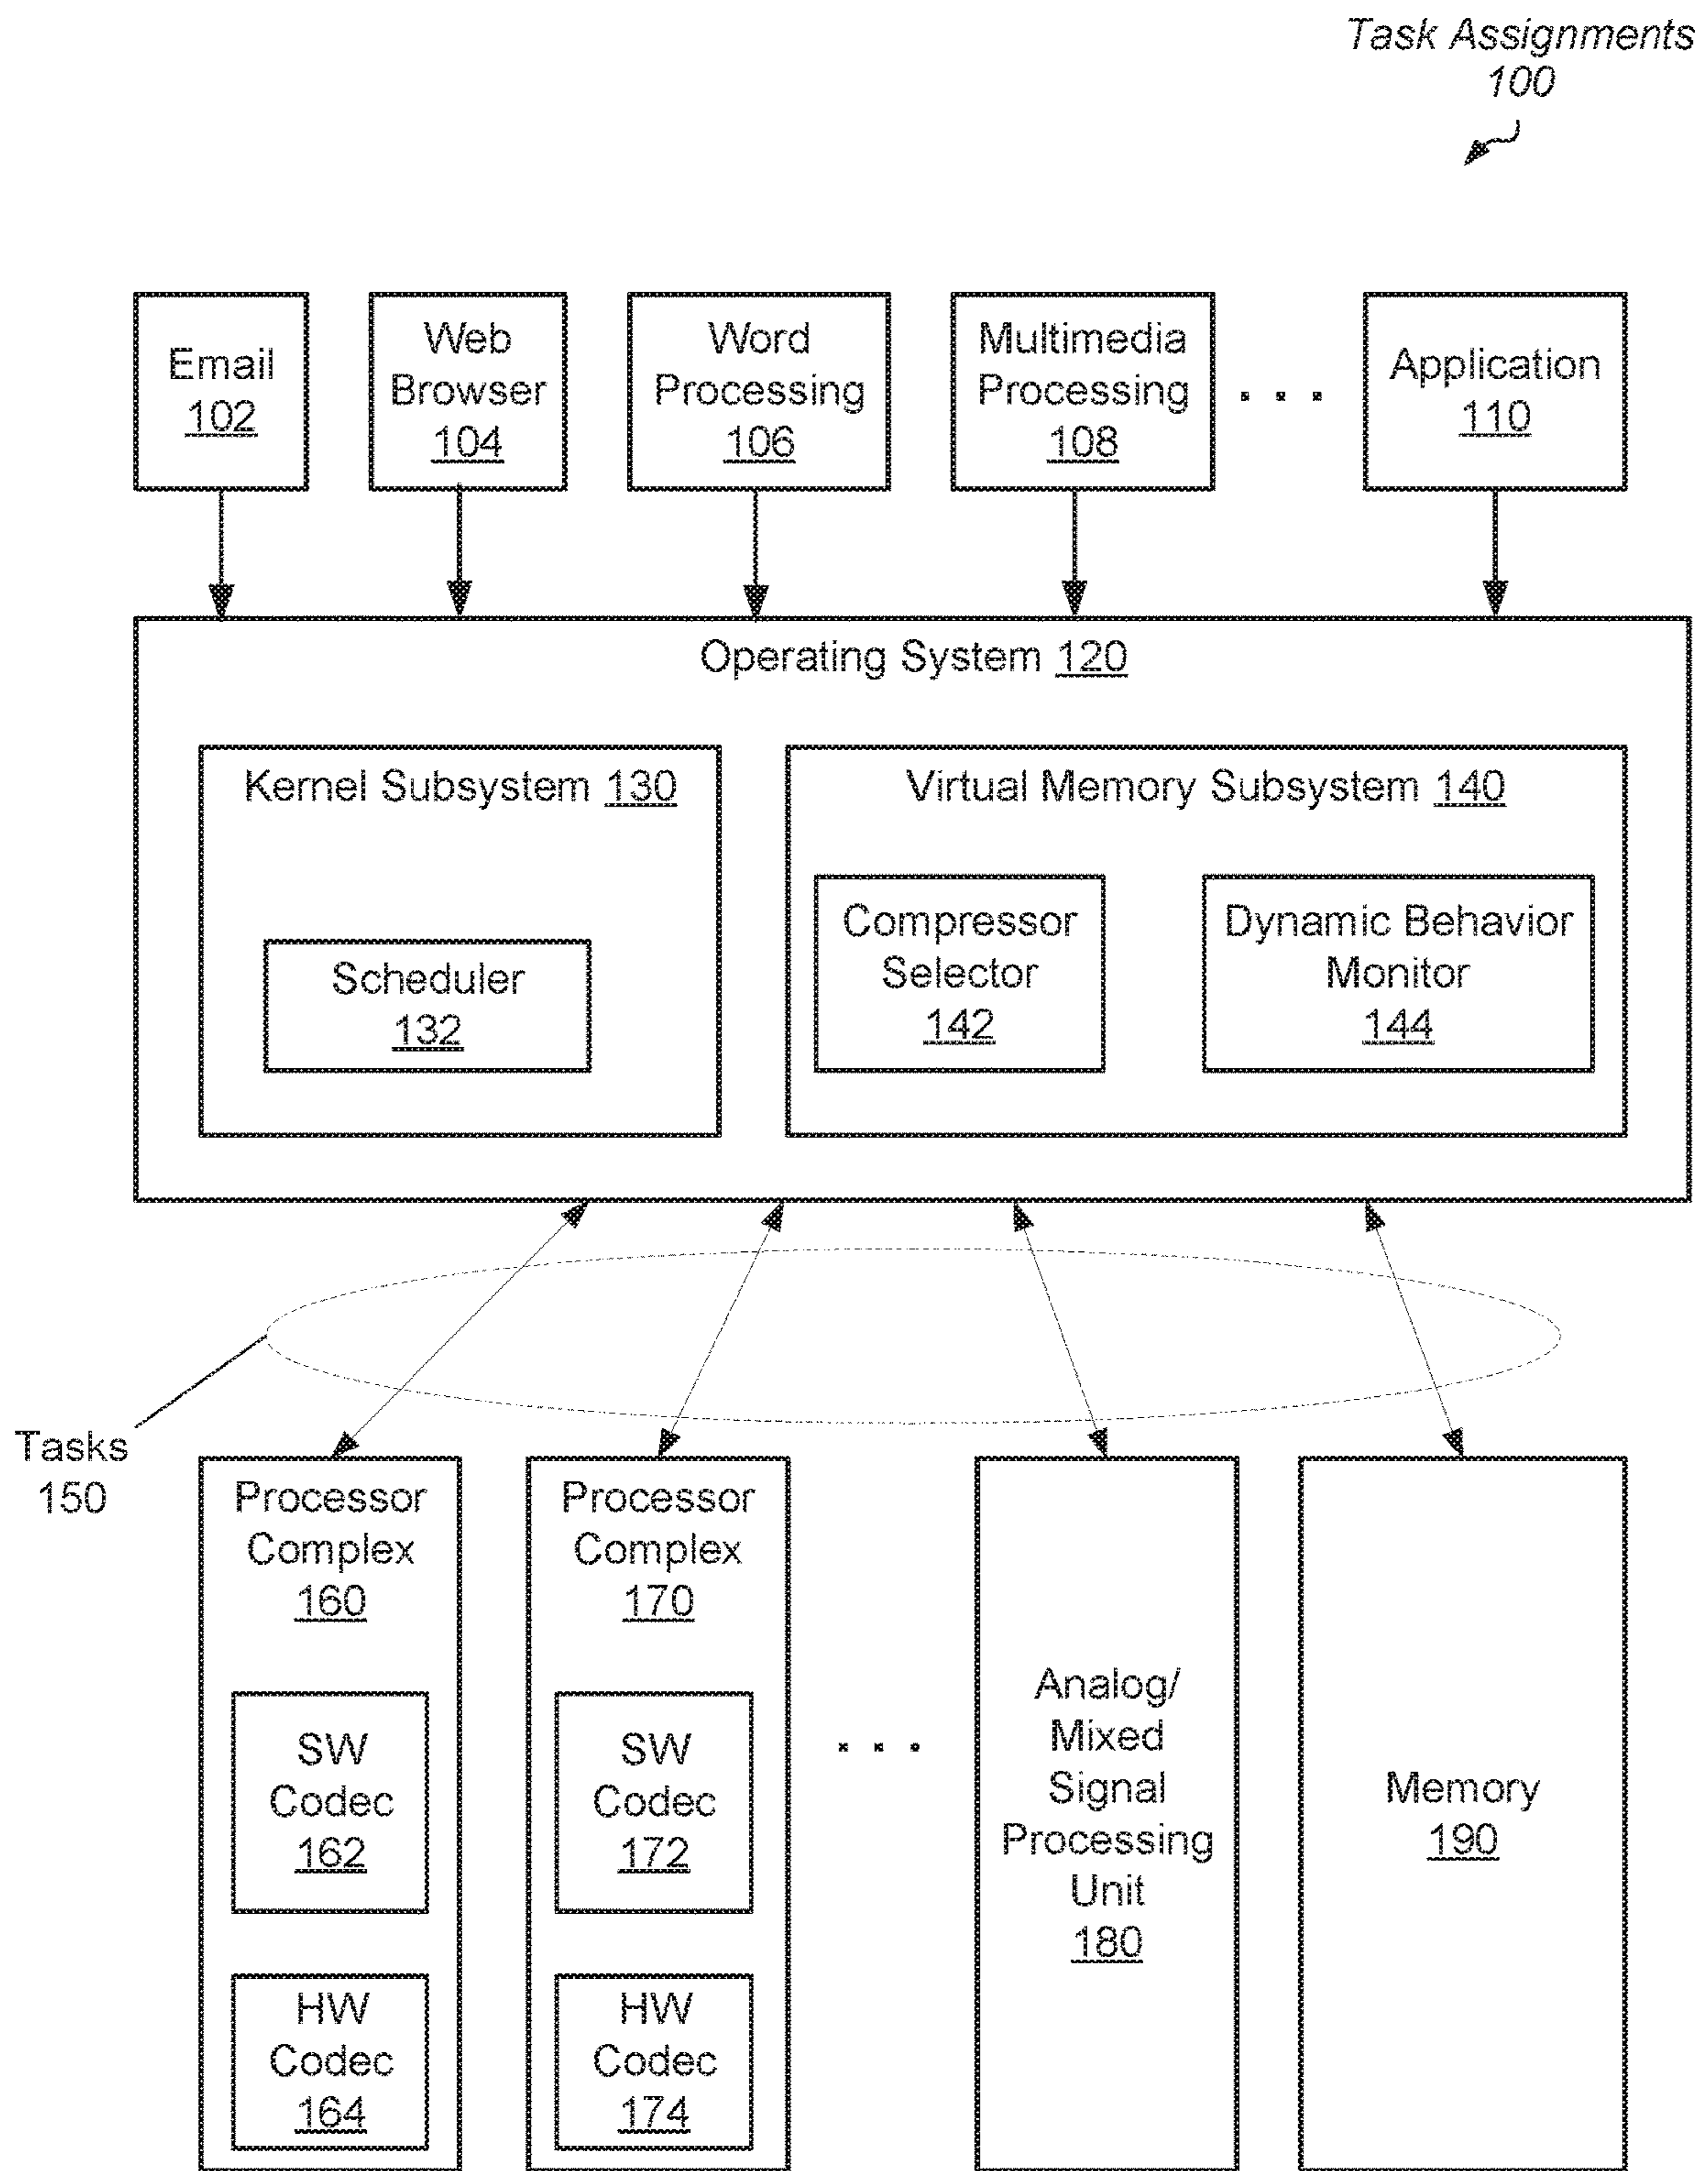 Task Assignments
100
Email
102
Web
Browser
104
Word
Processing
106
Multimedia
Processing
108
. . .
Application
110
Operating System 120
Kernel Subsystem 130
Scheduler
132
Virtual Memory Subsystem 140
Compressor
Selector
142
Dynamic Behavior
Monitor
144
Tasks
150
Processor
Complex
160
SW
Codec
162
HW
Codec
164
Processor
Complex
170
SW
Codec
172
HW
Codec
174
. . .
Analog/
Mixed
Signal
Processing
Unit
180
Memory
190